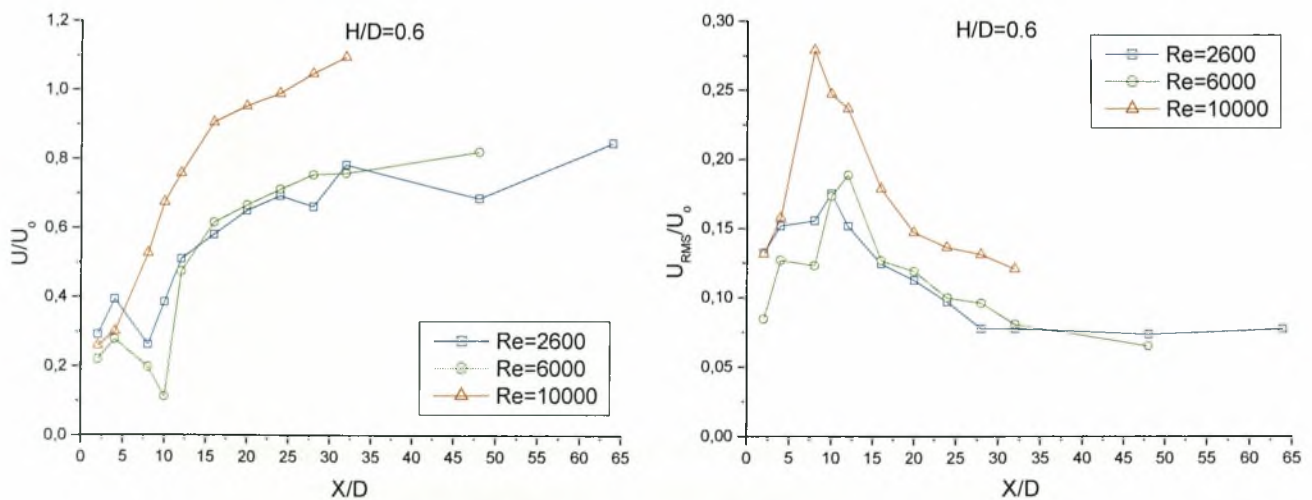 H/D=0.6
1,2
1,0
0,8
0,6
0,4
0,2
0,0
U/U₀
Re=2600
Re=6000
Re=10000
0 5 10 15 20 25 30 35 40 45 50 55 60 65
X/D
H/D=0.6
0,30
0,25
0,20
0,15
0,10
0,05
0,00
U_RMS/U₀
Re=2600
Re=6000
Re=10000
0 5 10 15 20 25 30 35 40 45 50 55 60 65
X/D